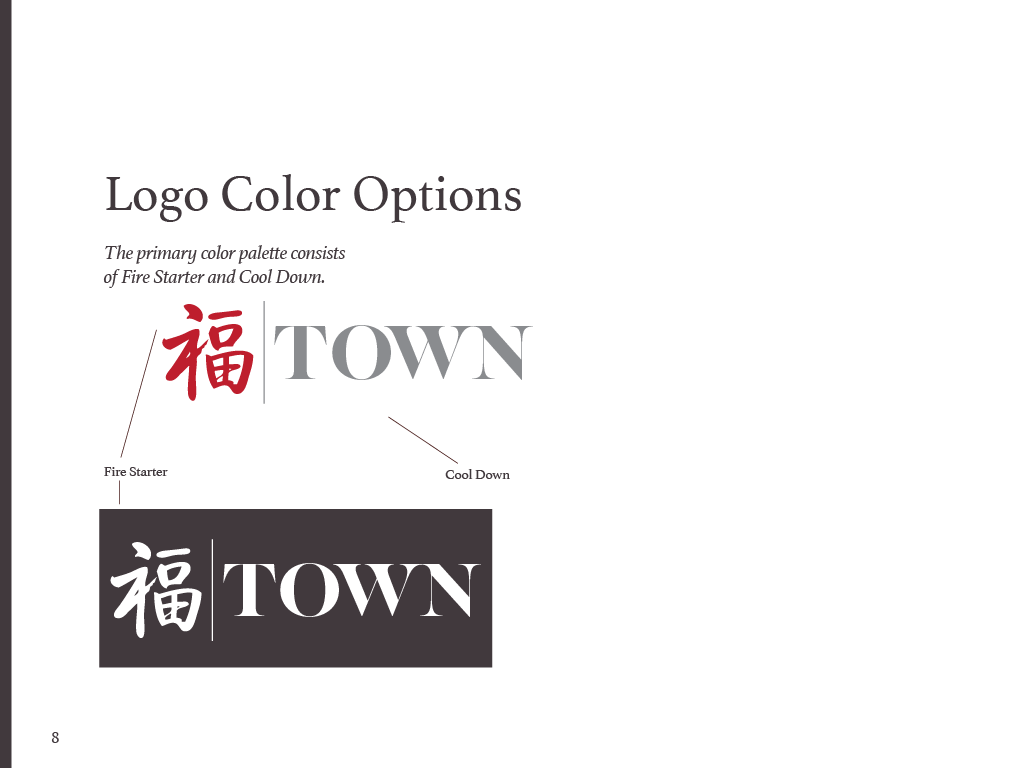 Logo Color Options
The primary color palette consists
of Fire Starter and Cool Down.
福 TOWN
Fire Starter
Cool Down
福 TOWN
8